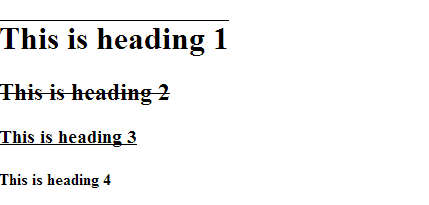 This is heading 1
This is heading 2
This is heading 3
This is heading 4